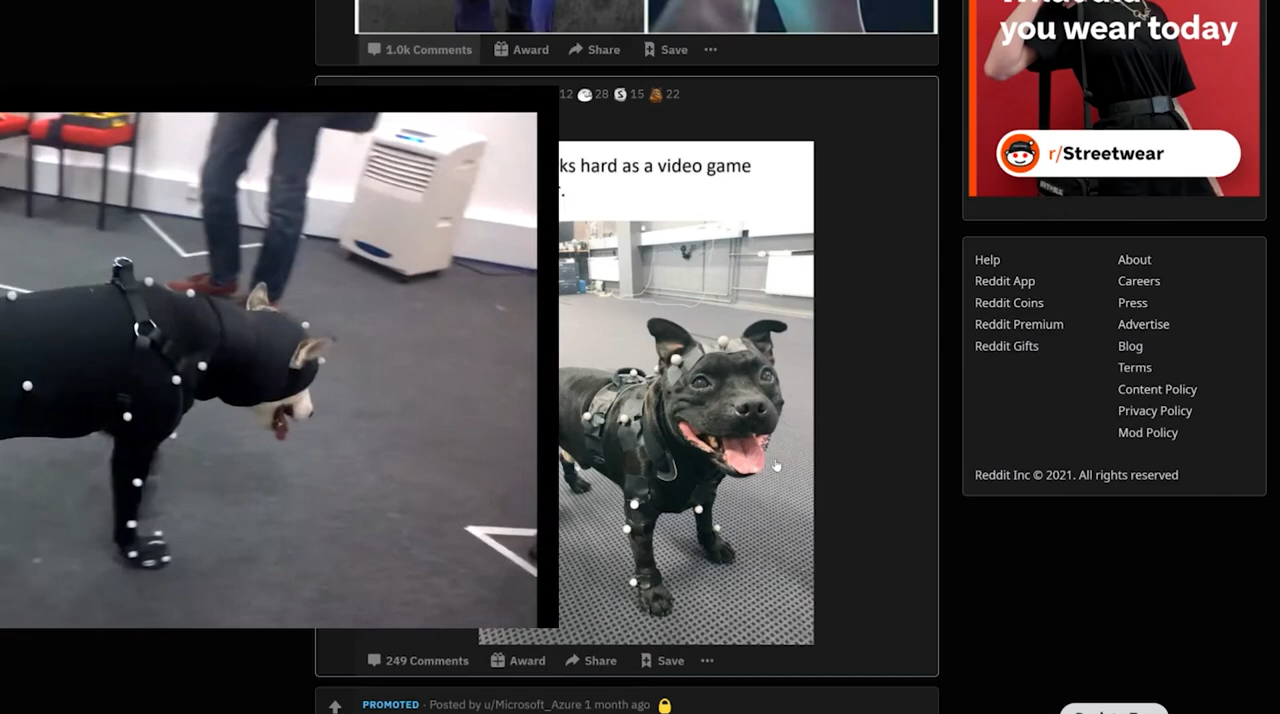 you wear today
1.0k Comments Award Share Save
12 28 15 22
r/Streetwear
ks hard as a video game
Help About
Reddit App Careers
Reddit Coins Press
Reddit Premium Advertise
Reddit Gifts Blog
Terms
Content Policy
Privacy Policy
Mod Policy
Reddit Inc © 2021. All rights reserved
249 Comments Award Share Save
PROMOTED · Posted by u/Microsoft_Azure 1 month ago